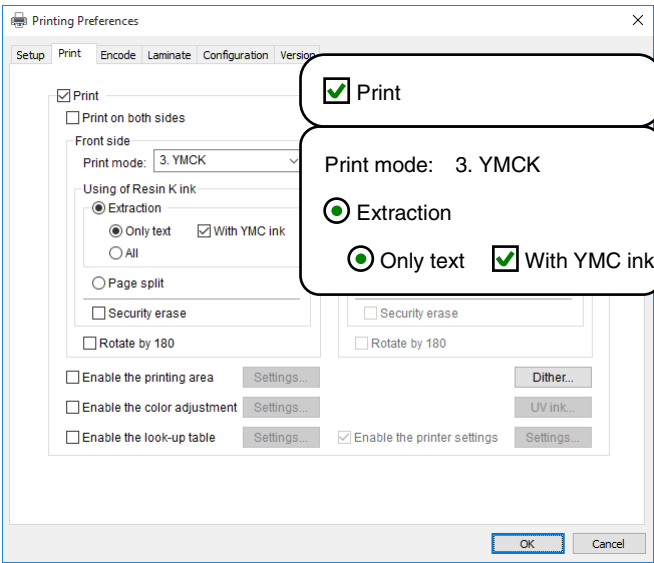 Printing Preferences
Setup Print Encode Laminate Configuration Version
Print
Print on both sides
Front side
Print mode: 3. YMCK
Using of Resin K ink
Extraction
Only text With YMC ink
All
Page split
Security erase
Rotate by 180
Security erase
Rotate by 180
Print
Print mode: 3. YMCK
Extraction
Only text With YMC ink
Enable the printing area Settings... Dither...
Enable the color adjustment Settings... UV ink...
Enable the look-up table Settings... Enable the printer settings Settings...
OK Cancel